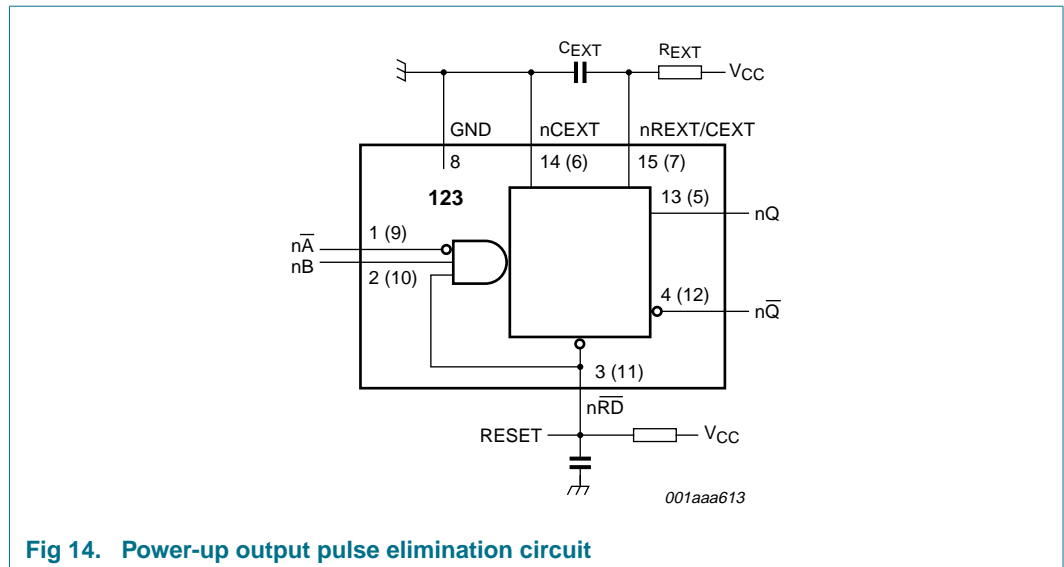 CEXT REXT
VCC
GND nCEXT nREXT/CEXT
8 14 (6) 15 (7)
123 13 (5)
nQ
1 (9)
nA̅
nB
2 (10)
4 (12)
nQ̅
3 (11)
nR̅D̅
RESET VCC
001aaa613
Fig 14. Power-up output pulse elimination circuit